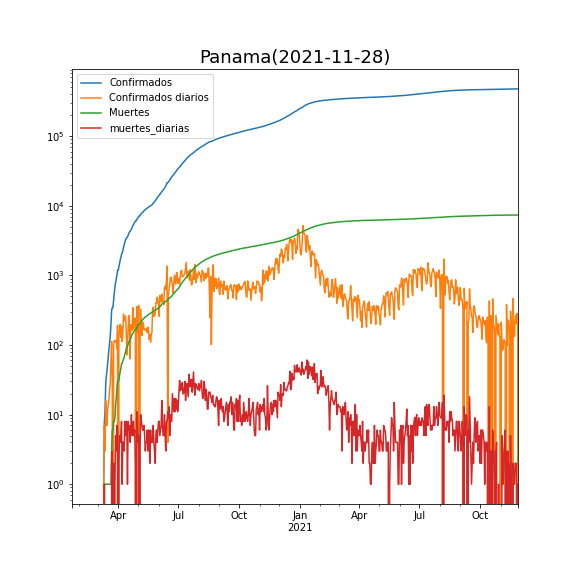 Panama(2021-11-28)
Confirmados
Confirmados diarios
Muertes
muertes_diarias
10⁵
10⁴
10³
10²
10¹
10⁰
Apr Jul Oct Jan Apr Jul Oct
2021